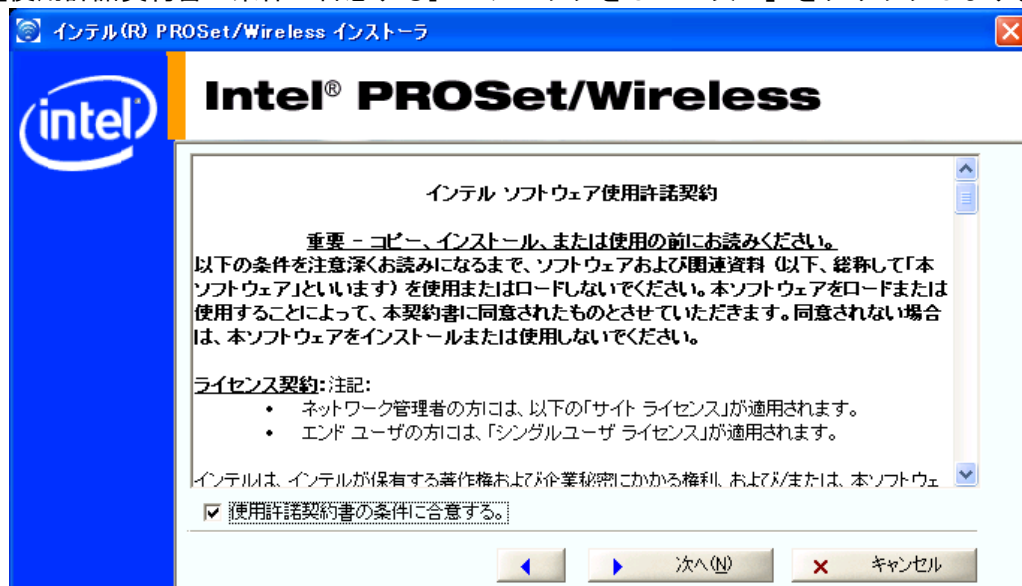 インテル(R) PROSet/Wireless インストーラ
intel
Intel® PROSet/Wireless
インテル ソフトウェア使用許諾契約
重要 - コピー、インストール、または使用の前にお読みください。
以下の条件を注意深くお読みになるまで、ソフトウェアおよび関連資料 (以下、総称して「本
ソフトウェア」といいます) を使用またはロードしないでください。本ソフトウェアをロードまたは
使用することによって、本契約書に同意されたものとさせていただきます。同意されない場合
は、本ソフトウェアをインストールまたは使用しないでください。
ライセンス契約:注記:
• ネットワーク管理者の方には、以下の「サイト ライセンス」が適用されます。
• エンド ユーザの方には、「シングルユーザ ライセンス」が適用されます。
インテルは、インテルが保有する著作権および企業秘密にかかる権利、および/または、本ソフトウェ
使用許諾契約書の条件に合意する。
次へ(N)
キャンセル